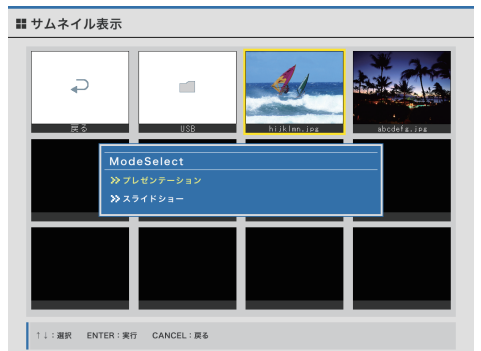 サムネイル表示
戻る
USB
hijklmn.jpg
abcdefg.jpg
ModeSelect
プレゼンテーション
スライドショー
↑↓：選択 ENTER：実行 CANCEL：戻る